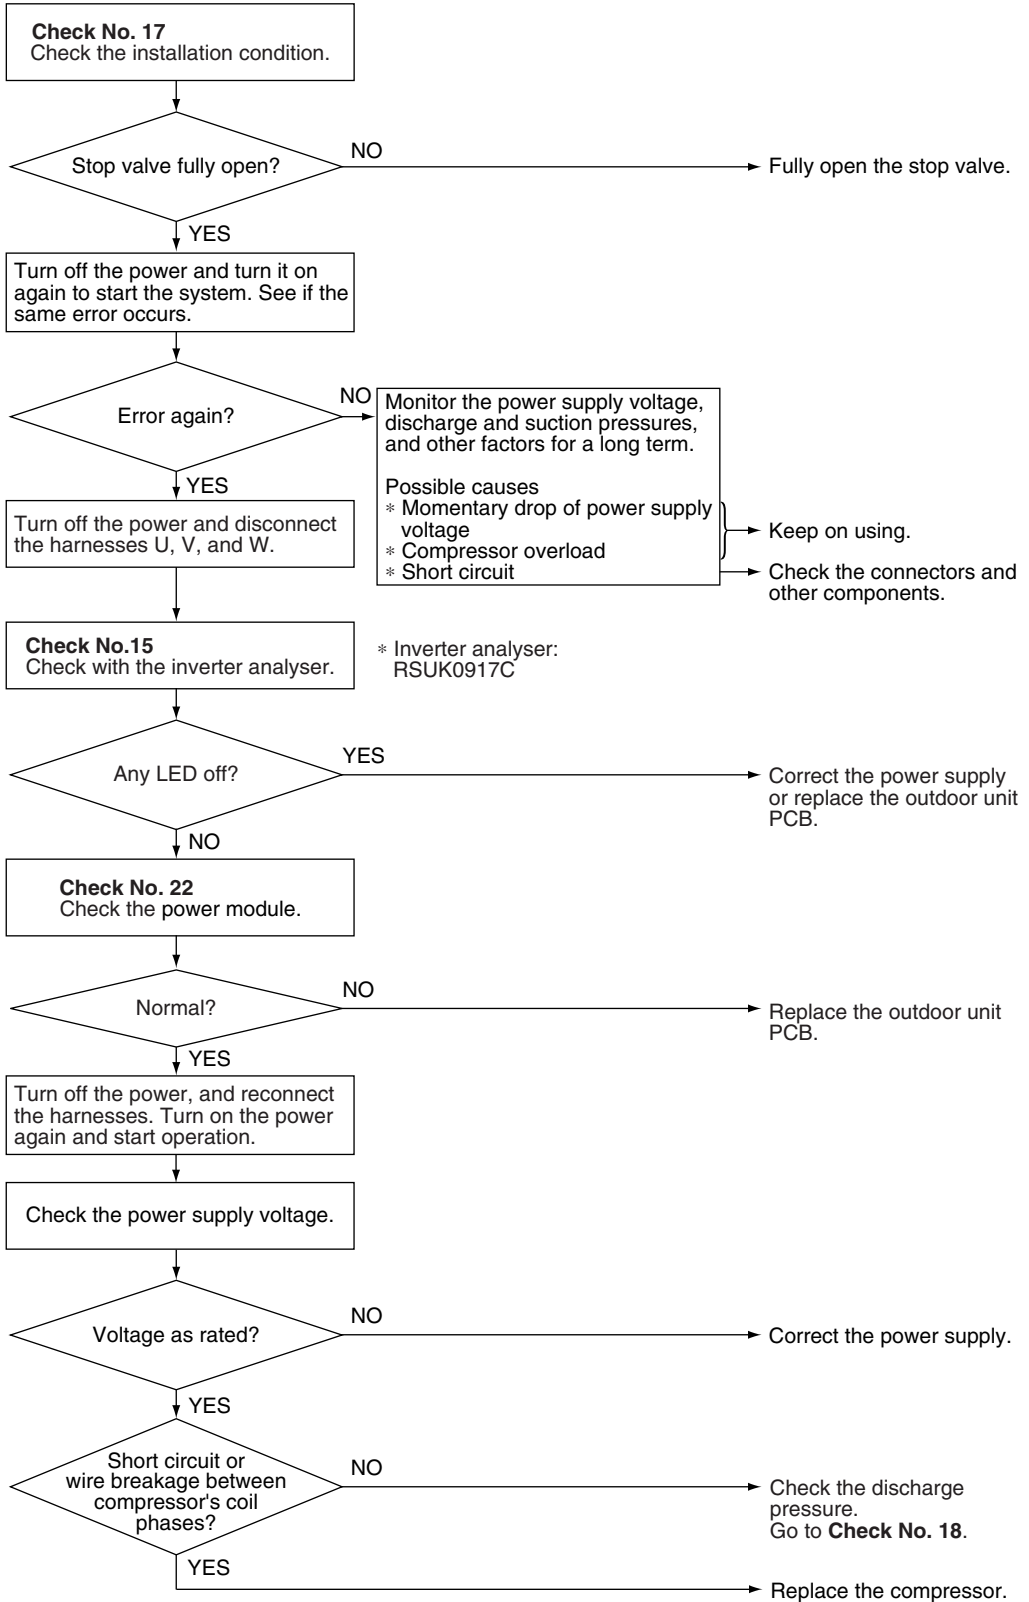 Check No. 17
Check the installation condition.
Stop valve fully open?
NO
Fully open the stop valve.
YES
Turn off the power and turn it on
again to start the system. See if the
same error occurs.
Error again?
NO
Monitor the power supply voltage,
discharge and suction pressures,
and other factors for a long term.
Possible causes
* Momentary drop of power supply
voltage
* Compressor overload
* Short circuit
Keep on using.
Check the connectors and
other components.
YES
Turn off the power and disconnect
the harnesses U, V, and W.
Check No.15
Check with the inverter analyser.
* Inverter analyser:
RSUK0917C
Any LED off?
YES
Correct the power supply
or replace the outdoor unit
PCB.
NO
Check No. 22
Check the power module.
Normal?
NO
Replace the outdoor unit
PCB.
YES
Turn off the power, and reconnect
the harnesses. Turn on the power
again and start operation.
Check the power supply voltage.
Voltage as rated?
NO
Correct the power supply.
YES
Short circuit or
wire breakage between
compressor's coil
phases?
NO
Check the discharge
pressure.
Go to Check No. 18.
YES
Replace the compressor.